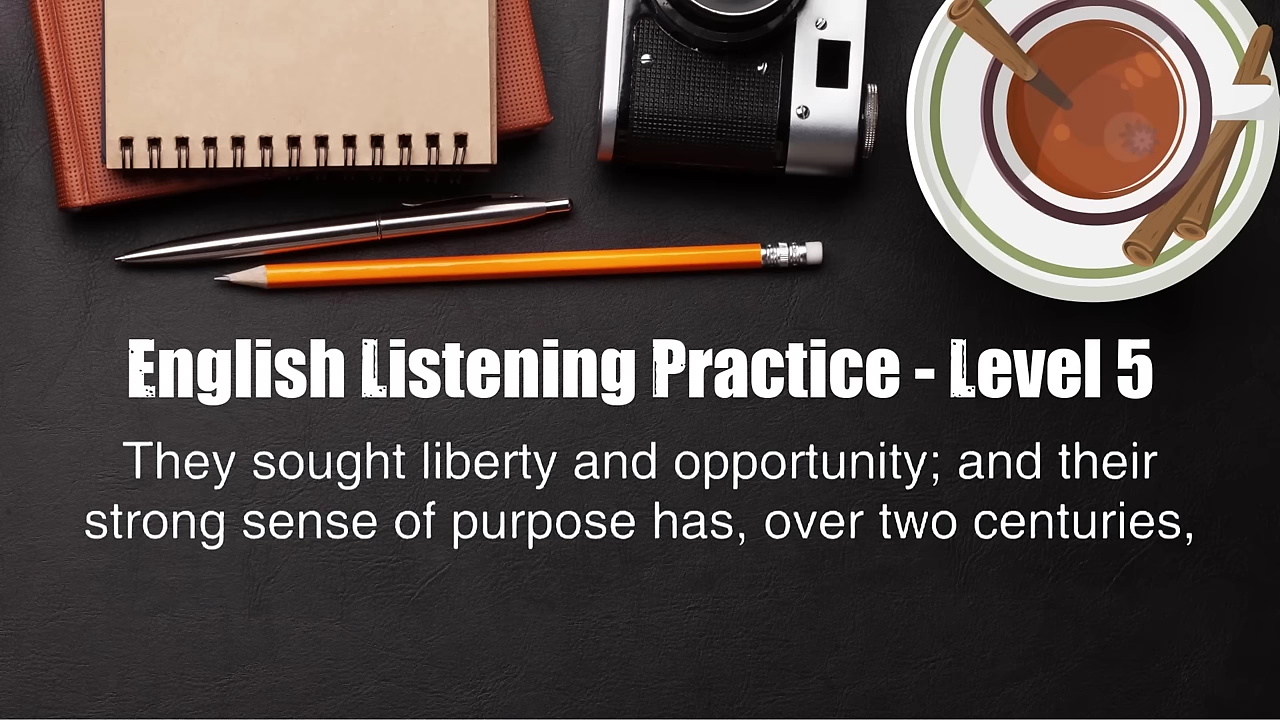 English Listening Practice - Level 5
They sought liberty and opportunity; and their
strong sense of purpose has, over two centuries,